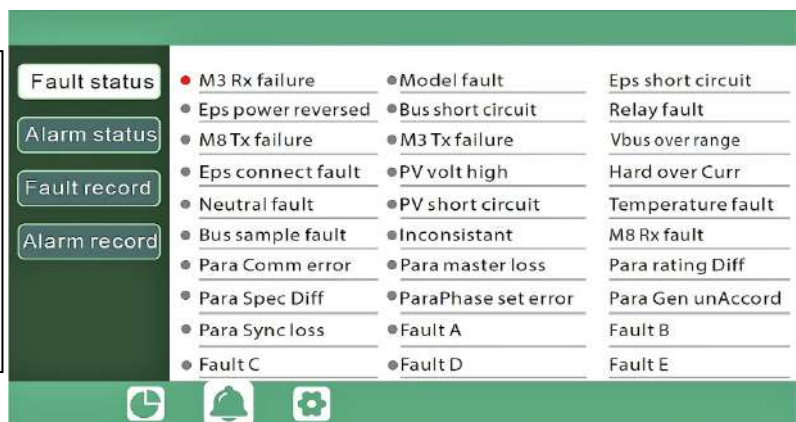 Fault status
Alarm status
Fault record
Alarm record
M3 Rx failure Model fault Eps short circuit
Eps power reversed Bus short circuit Relay fault
M8 Tx failure M3 Tx failure Vbus over range
Eps connect fault PV volt high Hard over Curr
Neutral fault PV short circuit Temperature fault
Bus sample fault Inconsistant M8 Rx fault
Para Comm error Para master loss Para rating Diff
Para Spec Diff ParaPhase set error Para Gen unAccord
Para Sync loss Fault A Fault B
Fault C Fault D Fault E